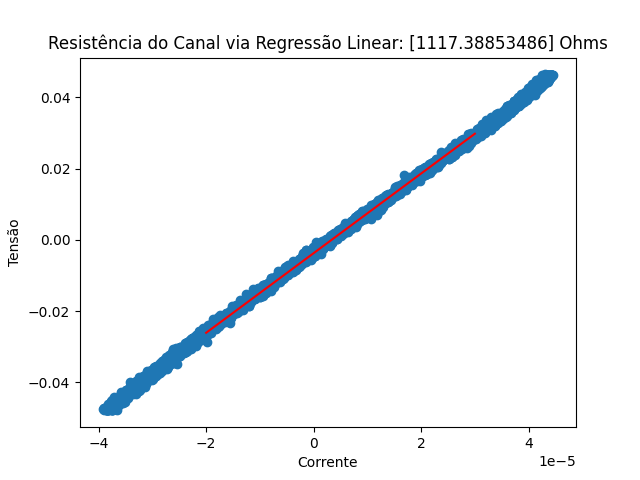 Resistência do Canal via Regressão Linear: [1117.38853486] Ohms
Tensão
0.04
0.02
0.00
−0.02
−0.04
−4
−2
0
2
4
1e−5
Corrente